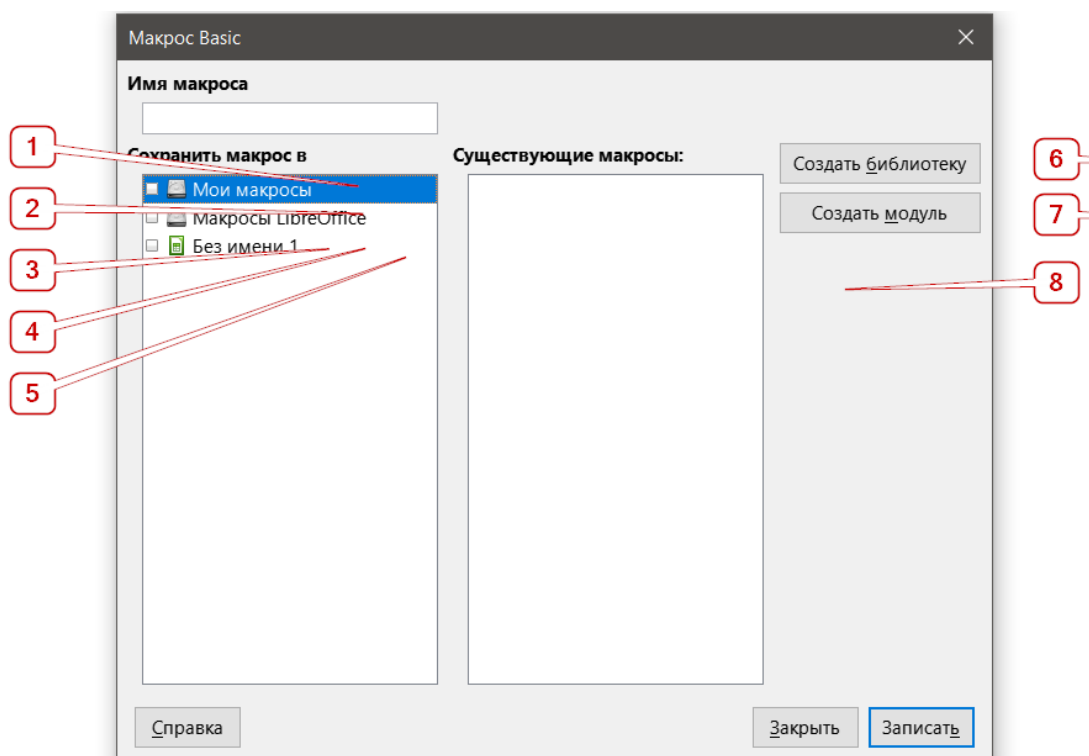 Макрос Basic
Имя макроса
1
Сохранить макрос в
Существующие макросы:
Создать библиотеку
6
Мои макросы
2
Макросы LibreOffice
Создать модуль
7
Без имени 1
3
8
4
5
Справка
Закрыть
Записать